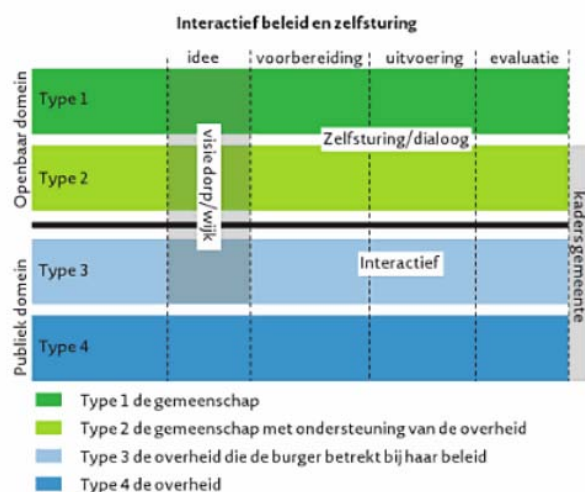 Interactief beleid en zelfsturing
idee voorbereiding uitvoering evaluatie
Openbaar domein
Type 1
Zelfsturing/dialoog
visie dorp/wijk
Type 2
kaders gemeente
Publiek domein
Type 3
Interactief
Type 4
Type 1 de gemeenschap
Type 2 de gemeenschap met ondersteuning van de overheid
Type 3 de overheid die de burger betrekt bij haar beleid
Type 4 de overheid